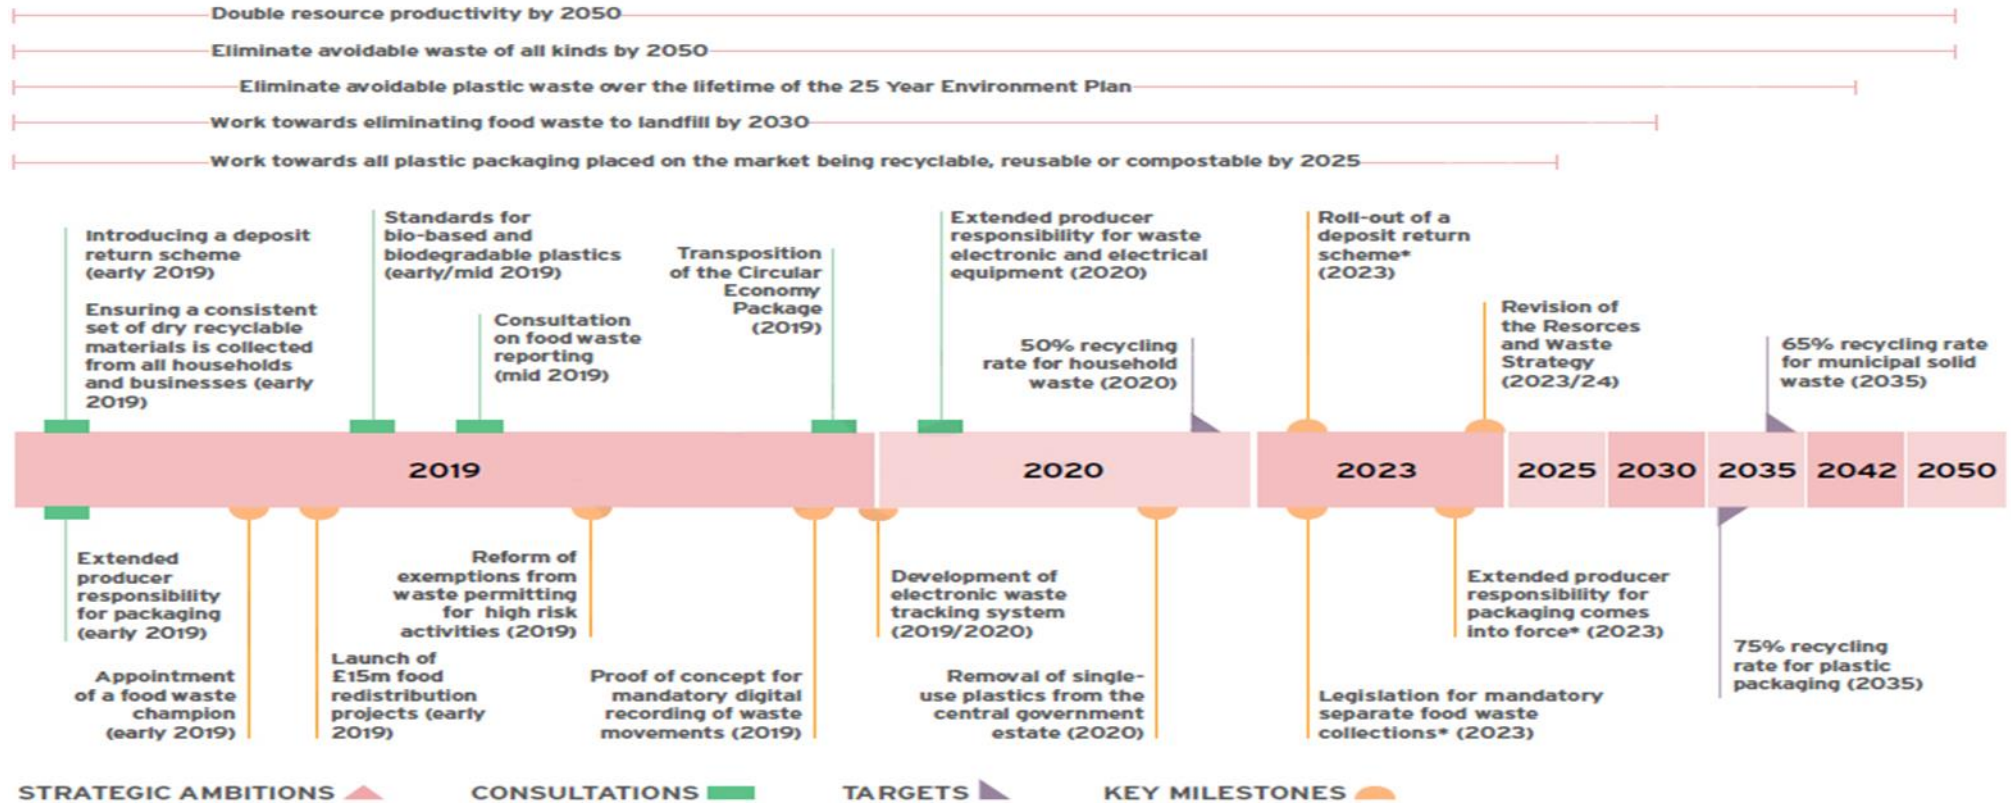 Double resource productivity by 2050
Eliminate avoidable waste of all kinds by 2050
Eliminate avoidable plastic waste over the lifetime of the 25 Year Environment Plan
Work towards eliminating food waste to landfill by 2030
Work towards all plastic packaging placed on the market being recyclable, reusable or compostable by 2025
Introducing a deposit
return scheme
(early 2019)
Ensuring a consistent
set of dry recyclable
materials is collected
from all households
and businesses (early
2019)
Standards for
bio-based and
biodegradable plastics
(early/mid 2019)
Consultation
on food waste
reporting
(mid 2019)
Transposition
of the Circular
Economy
Package
(2019)
Extended producer
responsibility for waste
electronic and electrical
equipment (2020)
50% recycling
rate for household
waste (2020)
Roll-out of a
deposit return
scheme*
(2023)
Revision of
the Resorces
and Waste
Strategy
(2023/24)
65% recycling rate
for municipal solid
waste (2035)
2019
2020
2023
2025
2030
2035
2042
2050
Extended
producer
responsibility
for packaging
(early 2019)
Appointment
of a food waste
champion
(early 2019)
Launch of
£15m food
redistribution
projects (early
2019)
Reform of
exemptions from
waste permitting
for high risk
activities (2019)
Proof of concept for
mandatory digital
recording of waste
movements (2019)
Development of
electronic waste
tracking system
(2019/2020)
Removal of single-
use plastics from the
central government
estate (2020)
Legislation for mandatory
separate food waste
collections* (2023)
Extended producer
responsibility for
packaging comes
into force* (2023)
75% recycling
rate for plastic
packaging (2035)
STRATEGIC AMBITIONS
CONSULTATIONS
TARGETS
KEY MILESTONES